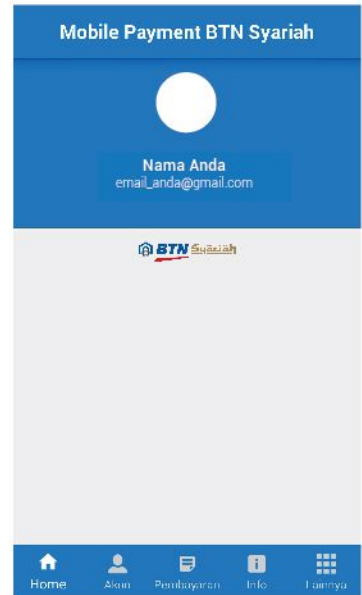 Mobile Payment BTN Syariah
Nama Anda
email_anda@gmail.com
BTN Syariah
Home Akun Pembayaran Info Lainnya